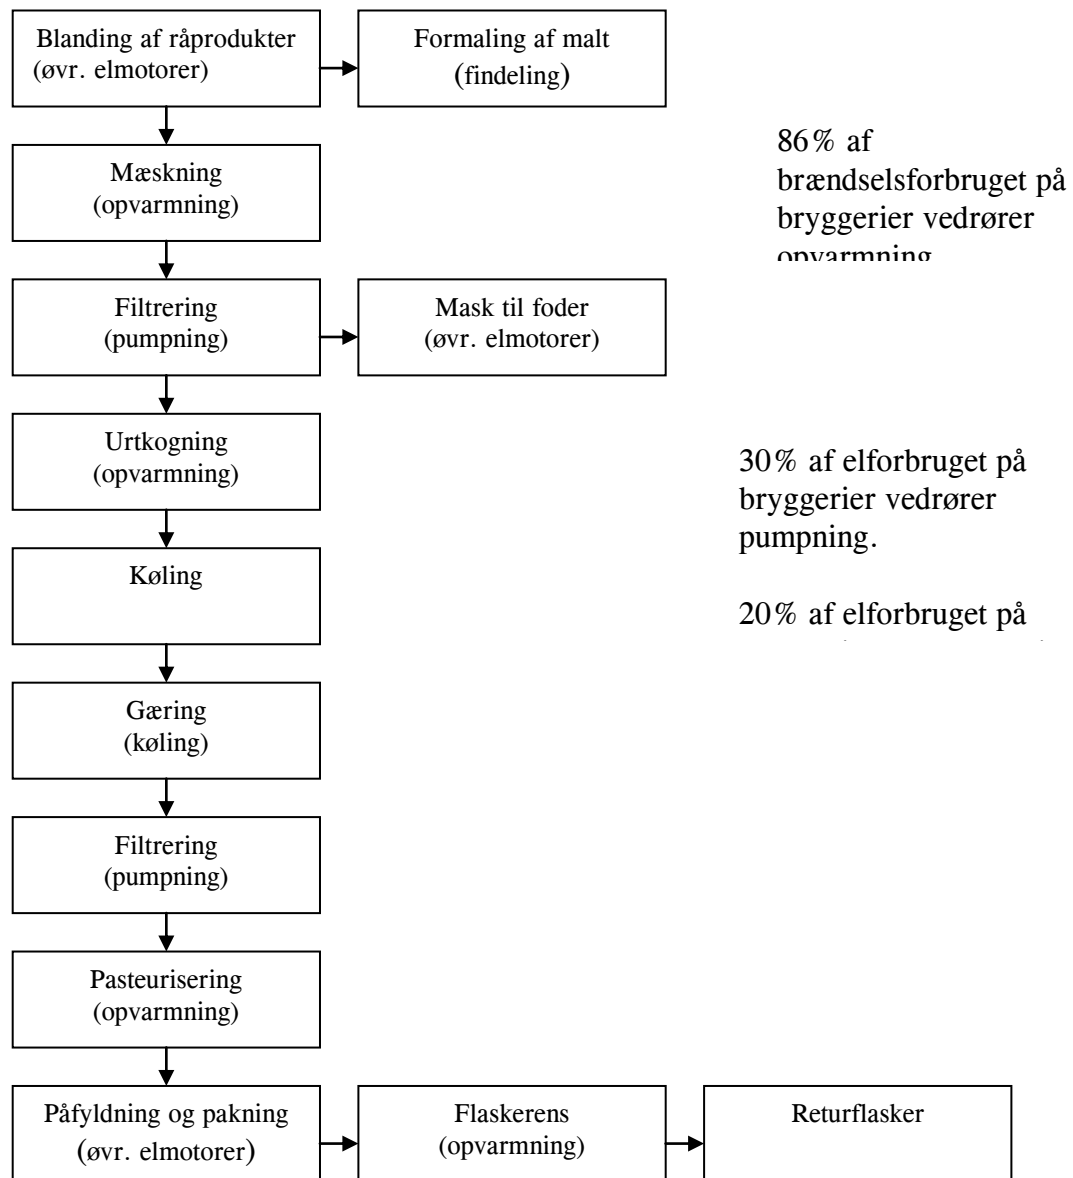 Blanding af råprodukter
(øvr. elmotorer)
Formaling af malt
(findeling)
86% af
brændselsforbruget på
bryggerier vedrører
opvarmning
Mæskning
(opvarmning)
Filtrering
(pumpning)
Mask til foder
(øvr. elmotorer)
Urtkogning
(opvarmning)
30% af elforbruget på
bryggerier vedrører
pumpning.
Køling
20% af elforbruget på
Gæring
(køling)
Filtrering
(pumpning)
Pasteurisering
(opvarmning)
Påfyldning og pakning
(øvr. elmotorer)
Flaskerens
(opvarmning)
Returflasker